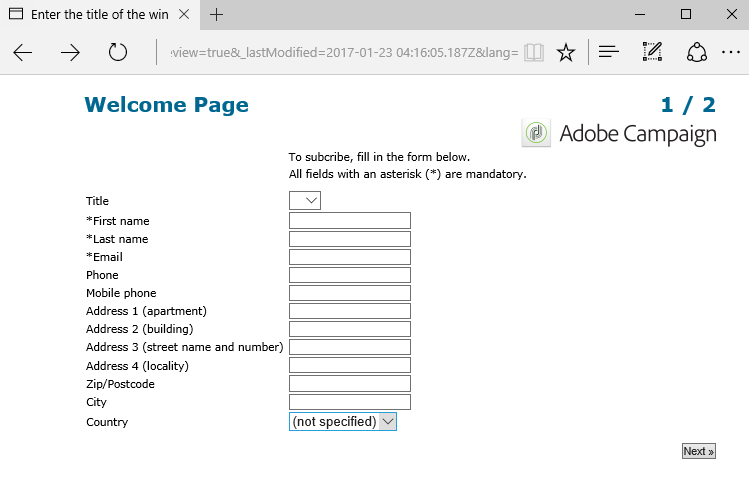 Enter the title of the win
view=true&_lastModified=2017-01-23 04:16:05.187Z&lang=
Welcome Page
1 / 2
Adobe Campaign
To subcribe, fill in the form below.
All fields with an asterisk (*) are mandatory.
Title
*First name
*Last name
*Email
Phone
Mobile phone
Address 1 (apartment)
Address 2 (building)
Address 3 (street name and number)
Address 4 (locality)
Zip/Postcode
City
Country
(not specified)
Next »